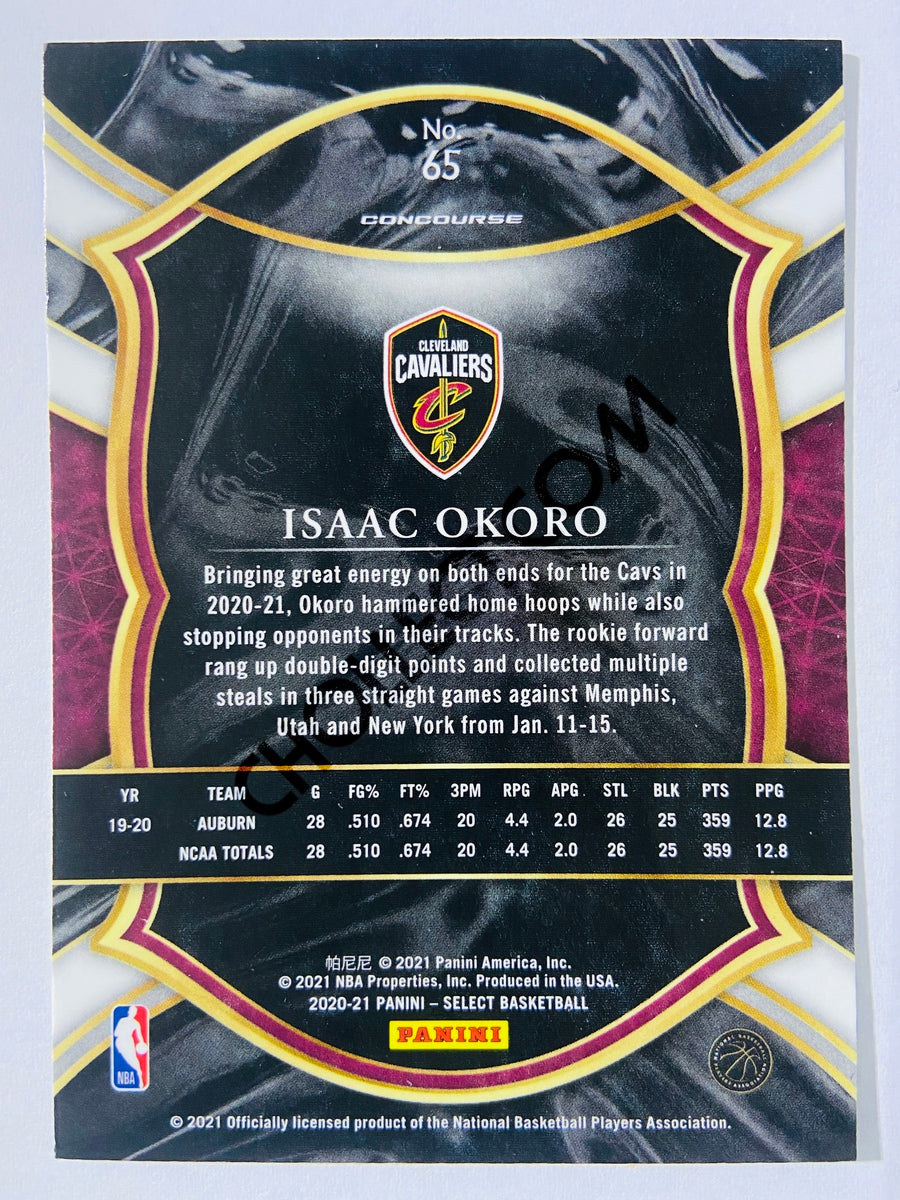 No.
65
CONCOURSE
CLEVELAND
CAVALIERS
ISAAC OKORO
Bringing great energy on both ends for the Cavs in
2020-21, Okoro hammered home hoops while also
stopping opponents in their tracks. The rookie forward
rang up double-digit points and collected multiple
steals in three straight games against Memphis,
Utah and New York from Jan. 11-15.
YR TEAM G FG% FT% 3PM RPG APG STL BLK PTS PPG
19-20 AUBURN 28 .510 .674 20 4.4 2.0 26 25 359 12.8
NCAA TOTALS 28 .510 .674 20 4.4 2.0 26 25 359 12.8
帕尼尼 © 2021 Panini America, Inc.
© 2021 NBA Properties, Inc. Produced in the USA.
2020-21 PANINI – SELECT BASKETBALL
PANINI
NBA
NATIONAL BASKETBALL
PLAYERS ASSOCIATION
© 2021 Officially licensed product of the National Basketball Players Association.